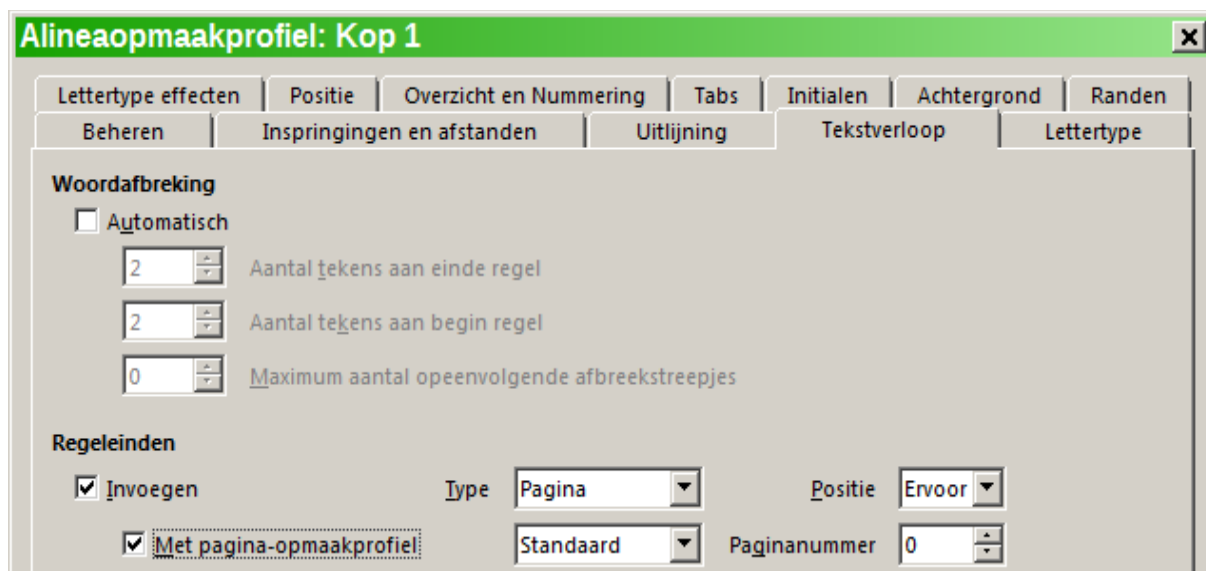 Alineaopmaakprofiel: Kop 1
Lettertype effecten Positie Overzicht en Nummering Tabs Initialen Achtergrond Randen
Beheren Inspringingen en afstanden Uitlijning Tekstverloop Lettertype
Woordafbreking
Automatisch
2 Aantal tekens aan einde regel
2 Aantal tekens aan begin regel
0 Maximum aantal opeenvolgende afbreekstreepjes
Regeleinden
Invoegen Type Pagina Positie Ervoor
Met pagina-opmaakprofiel Standaard Paginanummer 0